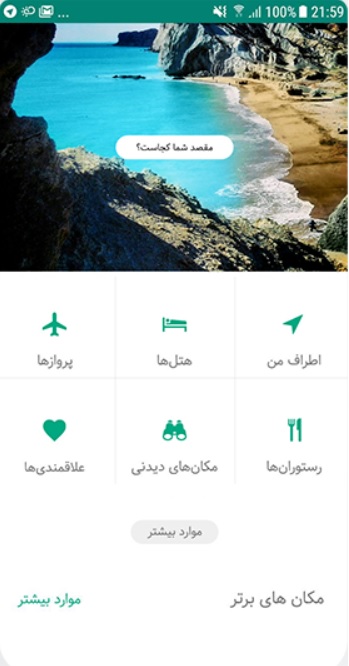 ... 100% 21:59
مقصد شما کجاست؟
اطراف من
هتل‌ها
پروازها
رستوران‌ها
مکان‌های دیدنی
علاقمندی‌ها
موارد بیشتر
مکان های برتر
موارد بیشتر